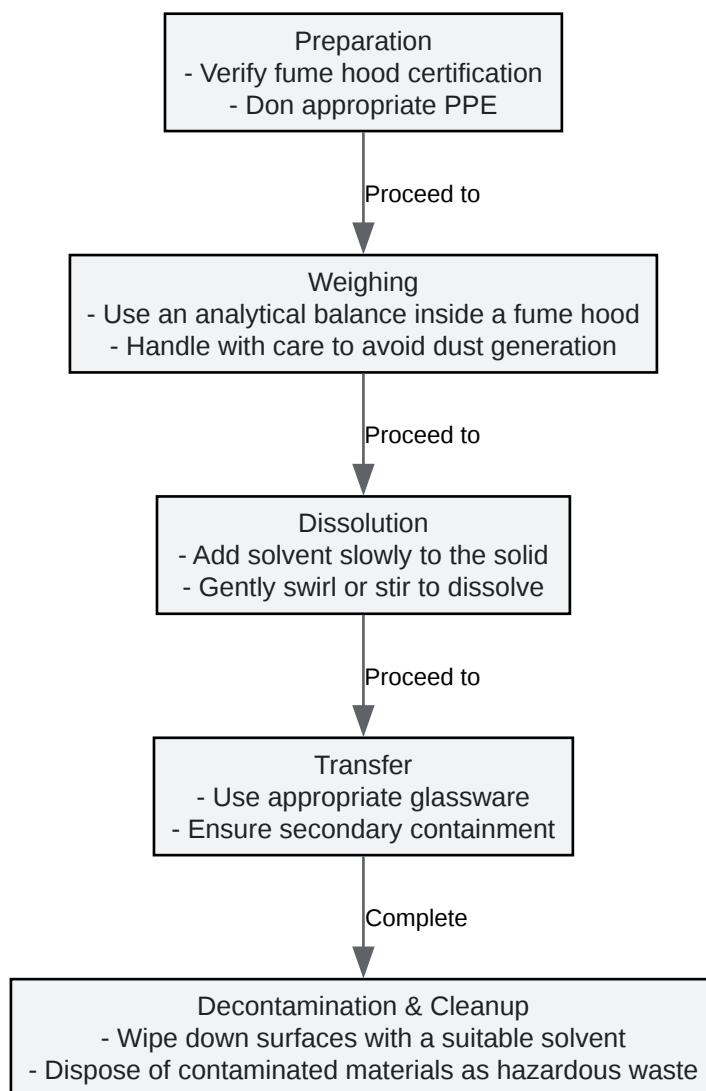 Preparation
- Verify fume hood certification
- Don appropriate PPE
Proceed to
Weighing
- Use an analytical balance inside a fume hood
- Handle with care to avoid dust generation
Proceed to
Dissolution
- Add solvent slowly to the solid
- Gently swirl or stir to dissolve
Proceed to
Transfer
- Use appropriate glassware
- Ensure secondary containment
Complete
Decontamination & Cleanup
- Wipe down surfaces with a suitable solvent
- Dispose of contaminated materials as hazardous waste